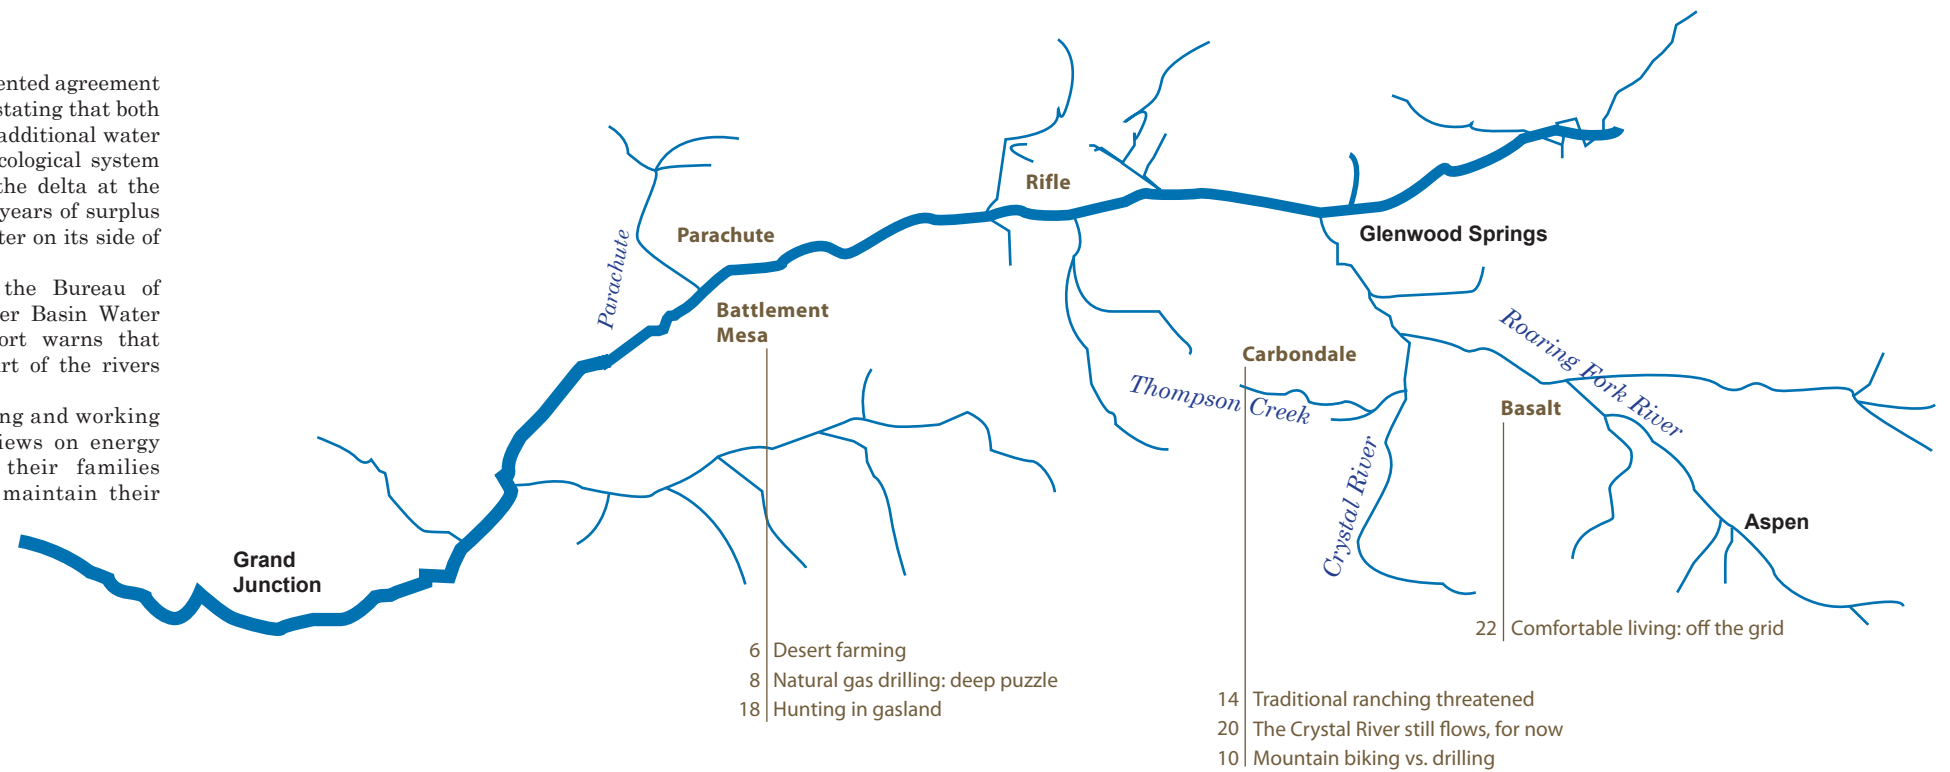 ented agreement
stating that both
additional water
cological system
the delta at the
years of surplus
ter on its side of
the Bureau of
er Basin Water
ort warns that
rt of the rivers
ng and working
iews on energy
their families
maintain their
Rifle
Parachute
Glenwood Springs
Parachute
Battlement
Mesa
Roaring Fork River
Carbondale
Thompson Creek
Basalt
Crystal River
Aspen
Grand
Junction
6 Desert farming
8 Natural gas drilling: deep puzzle
18 Hunting in gasland
14 Traditional ranching threatened
20 The Crystal River still flows, for now
10 Mountain biking vs. drilling
22 Comfortable living: off the grid